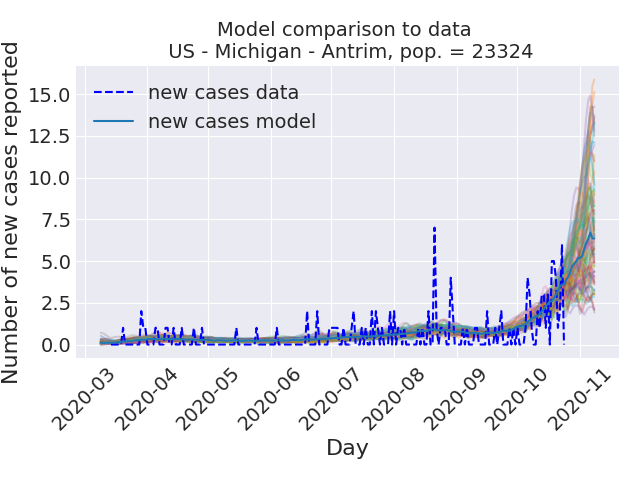 Model comparison to data
US - Michigan - Antrim, pop. = 23324
Number of new cases reported
15.0
12.5
10.0
7.5
5.0
2.5
0.0
new cases data
new cases model
2020-03
2020-04
2020-05
2020-06
2020-07
2020-08
2020-09
2020-10
2020-11
Day